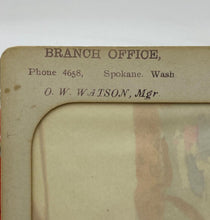 BRANCH OFFICE,
Phone 4658, Spokane, Wash
O. W. WATSON, Mgr